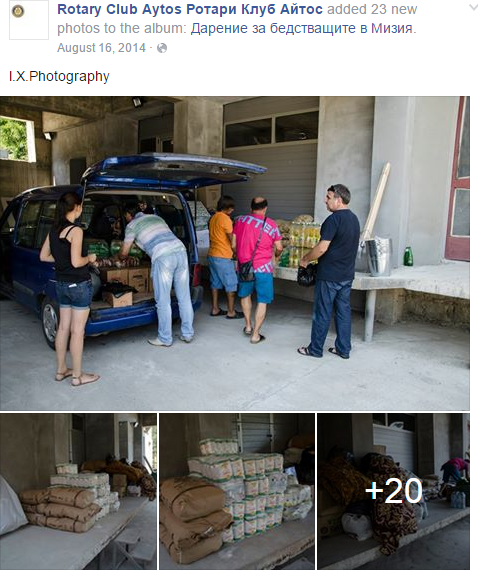 Rotary Club Aytos Ротари Клуб Айтос added 23 new
photos to the album: Дарение за бедстващите в Мизия.
August 16, 2014 ·
I.X.Photography
+20